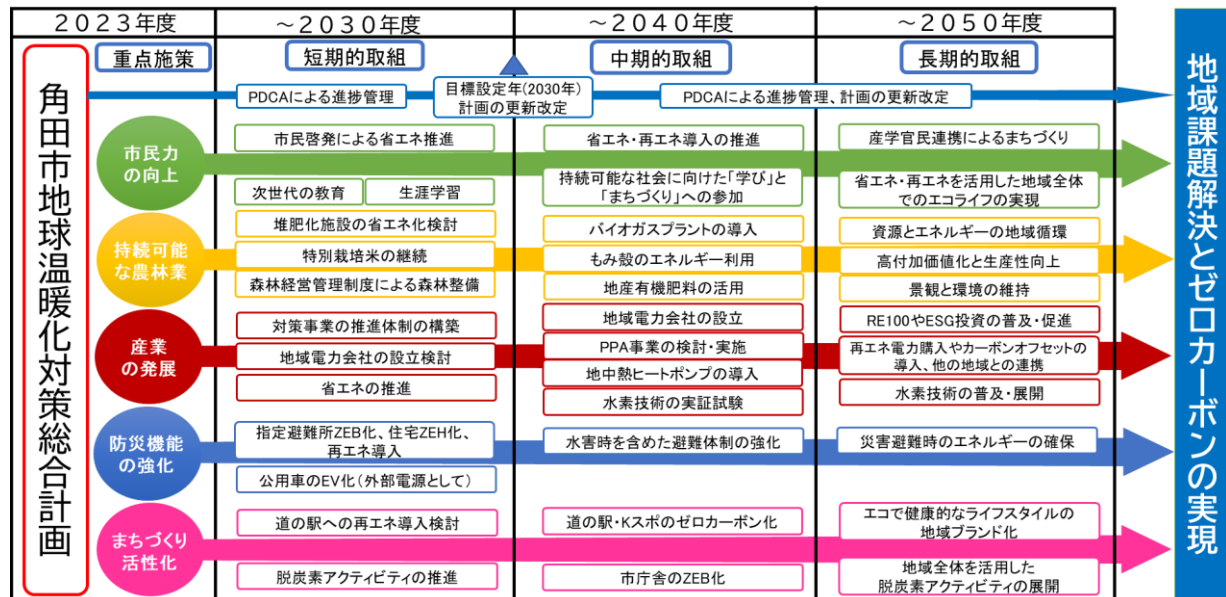 2023年度
～2030年度
～2040年度
～2050年度
重点施策
短期的取組
中期的取組
長期的取組
角田市地球温暖化対策総合計画
PDCAによる進捗管理
目標設定年(2030年)
計画の更新改定
PDCAによる進捗管理、計画の更新改定
市民力
の向上
市民啓発による省エネ推進
次世代の教育
生涯学習
省エネ・再エネ導入の推進
持続可能な社会に向けた「学び」と
「まちづくり」への参加
産学官民連携によるまちづくり
省エネ・再エネを活用した地域全体
でのエコライフの実現
持続可能
な農林業
堆肥化施設の省エネ化検討
特別栽培米の継続
森林経営管理制度による森林整備
バイオガスプラントの導入
もみ殻のエネルギー利用
地産有機肥料の活用
資源とエネルギーの地域循環
高付加価値化と生産性向上
景観と環境の維持
産業
の発展
対策事業の推進体制の構築
地域電力会社の設立検討
省エネの推進
地域電力会社の設立
PPA事業の検討・実施
地中熱ヒートポンプの導入
水素技術の実証試験
RE100やESG投資の普及・促進
再エネ電力購入やカーボンオフセットの
導入、他の地域との連携
水素技術の普及・展開
防災機能
の強化
指定避難所ZEB化、住宅ZEH化、
再エネ導入
公用車のEV化(外部電源として)
水害時を含めた避難体制の強化
災害避難時のエネルギーの確保
まちづくり
活性化
道の駅への再エネ導入検討
脱炭素アクティビティの推進
道の駅・Kスポのゼロカーボン化
市庁舎のZEB化
エコで健康的なライフスタイルの
地域ブランド化
地域全体を活用した
脱炭素アクティビティの展開
地域課題解決とゼロカーボンの実現